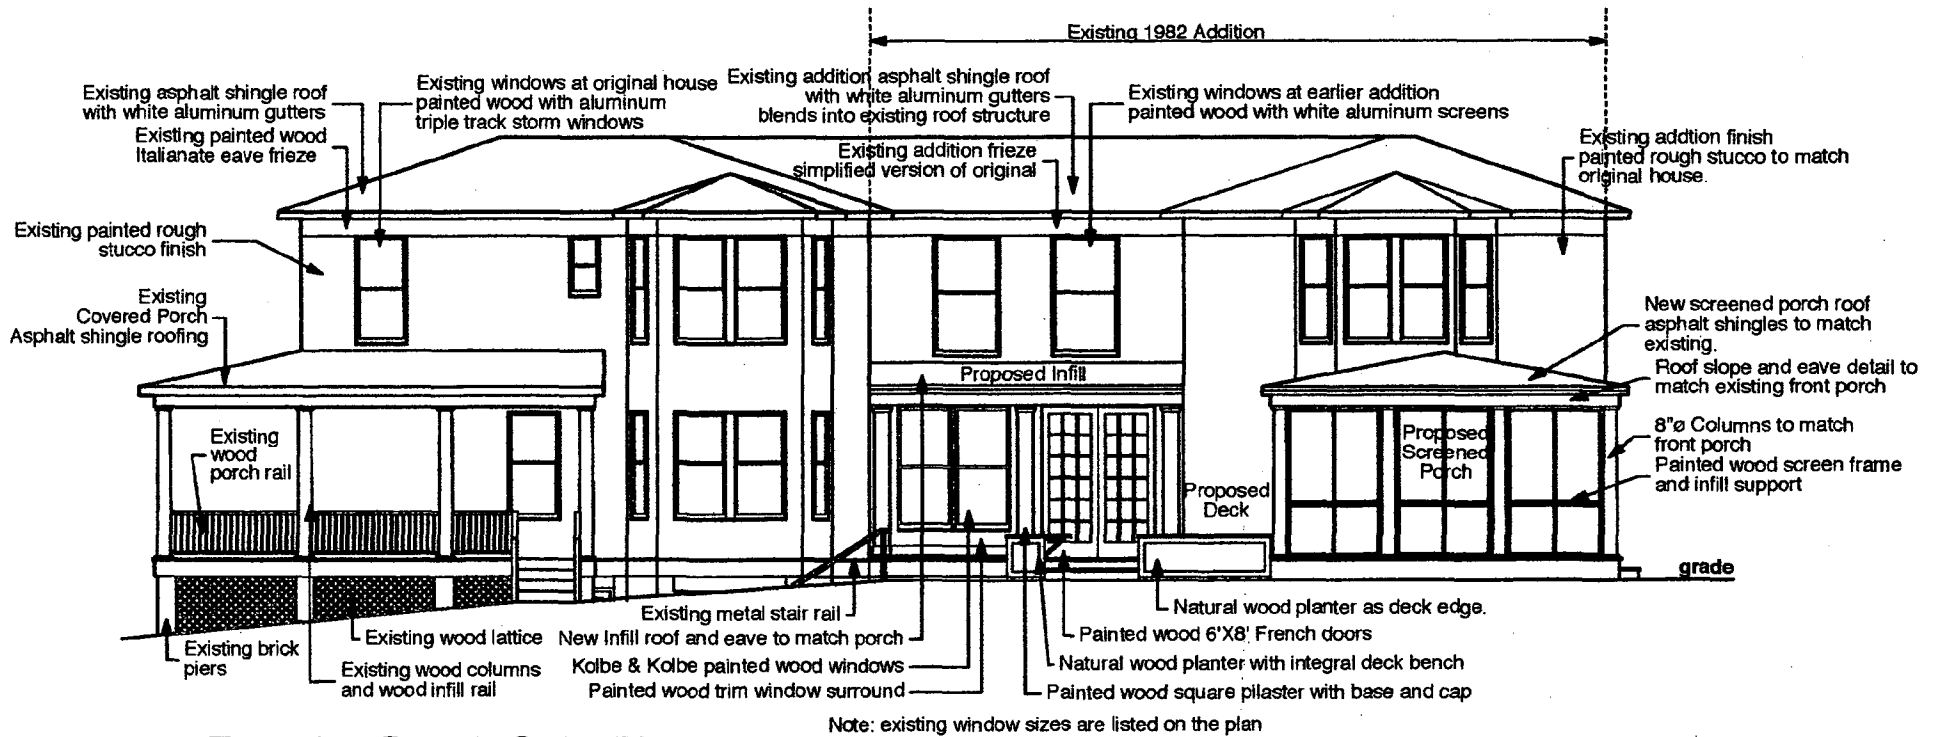 Existing 1982 Addition
Existing asphalt shingle roof
with white aluminum gutters
Existing painted wood
Italianate eave frieze
Existing windows at original house
painted wood with aluminum
triple track storm windows
Existing addition asphalt shingle roof
with white aluminum gutters
blends into existing roof structure
Existing addition frieze
simplified version of original
Existing windows at earlier addition
painted wood with white aluminum screens
Existing addtion finish
painted rough stucco to match
original house.
Existing painted rough
stucco finish
Existing
Covered Porch
Asphalt shingle roofing
New screened porch roof
asphalt shingles to match
existing.
Roof slope and eave detail to
match existing front porch
Proposed Infill
Existing
wood
porch rail
8"ø Columns to match
front porch
Painted wood screen frame
and infill support
Proposed
Screened
Porch
Proposed
Deck
grade
Existing metal stair rail
New Infill roof and eave to match porch
Kolbe & Kolbe painted wood windows
Painted wood trim window surround
Natural wood planter as deck edge.
Painted wood 6'X8' French doors
Natural wood planter with integral deck bench
Painted wood square pilaster with base and cap
Existing brick
piers
Existing wood lattice
Existing wood columns
and wood infill rail
Note: existing window sizes are listed on the plan